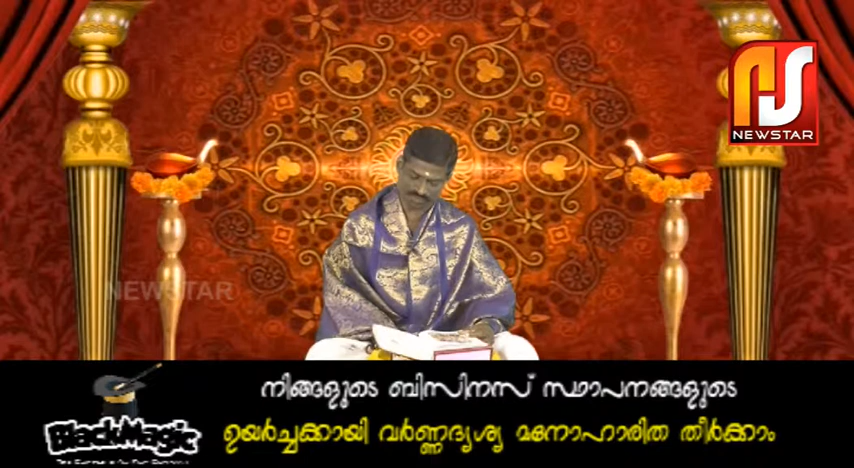 NEWSTAR
NEWSTAR
നിങ്ങളുടെ ബിസിനസ് സ്ഥാപനങ്ങളുടെ
BlackMagic
ഉയർച്ചക്കായി വർണ്ണദൃശ്യ മനോഹാരിത തീർക്കാം